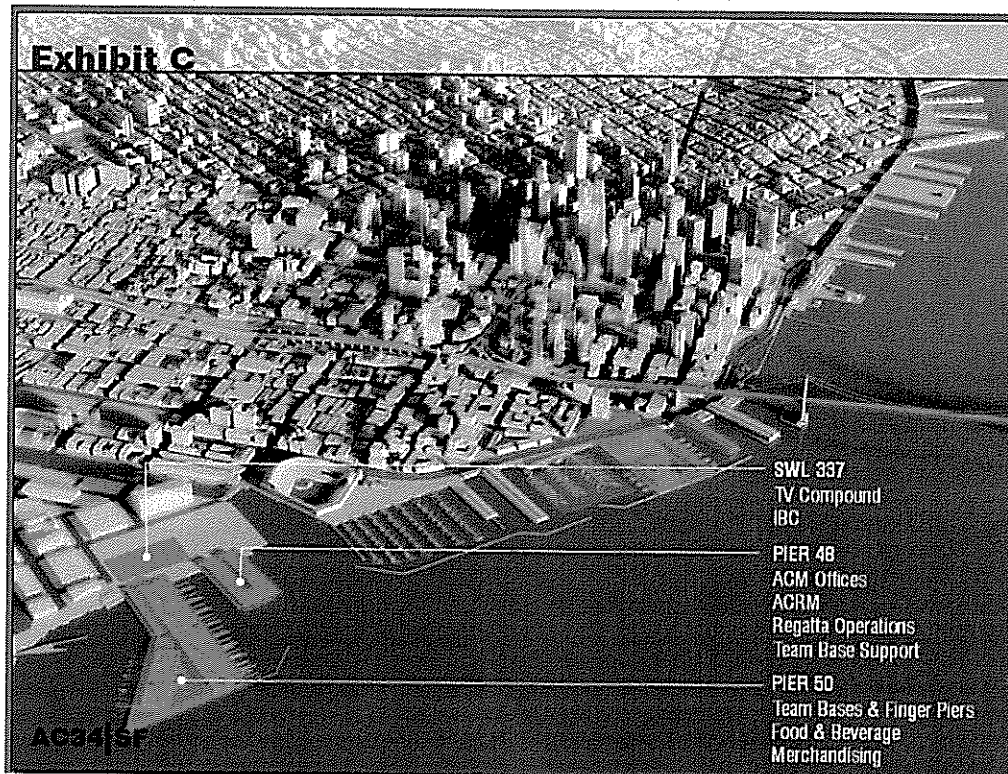 Exhibit C
SWL 337
TV Compound
IBC
PIER 48
ACM Offices
ACRM
Regatta Operations
Team Base Support
PIER 50
Team Bases & Finger Piers
Food & Beverage
Merchandising
AC34|SF